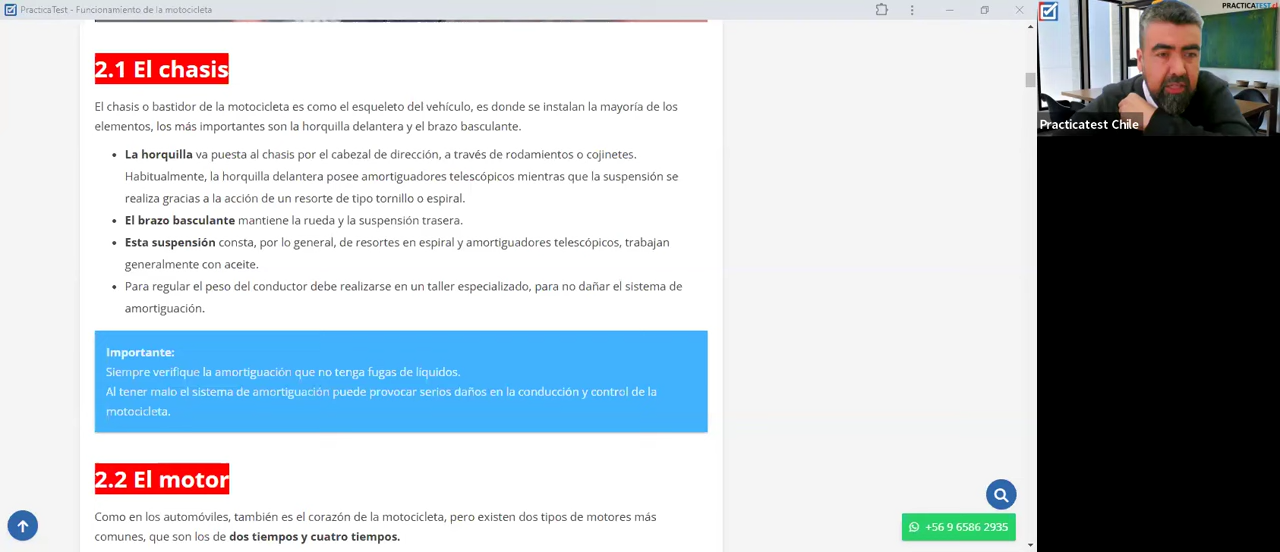 PracticaTest - Funcionamiento de la motocicleta
PRACTICATEST.cl
2.1 El chasis
El chasis o bastidor de la motocicleta es como el esqueleto del vehículo, es donde se instalan la mayoría de los
elementos, los más importantes son la horquilla delantera y el brazo basculante.
Practicatest Chile
• La horquilla va puesta al chasis por el cabezal de dirección, a través de rodamientos o cojinetes.
Habitualmente, la horquilla delantera posee amortiguadores telescópicos mientras que la suspensión se
realiza gracias a la acción de un resorte de tipo tornillo o espiral.
• El brazo basculante mantiene la rueda y la suspensión trasera.
• Esta suspensión consta, por lo general, de resortes en espiral y amortiguadores telescópicos, trabajan
generalmente con aceite.
• Para regular el peso del conductor debe realizarse en un taller especializado, para no dañar el sistema de
amortiguación.
Importante:
Siempre verifique la amortiguación que no tenga fugas de líquidos.
Al tener malo el sistema de amortiguación puede provocar serios daños en la conducción y control de la
motocicleta.
2.2 El motor
Como en los automóviles, también es el corazón de la motocicleta, pero existen dos tipos de motores más
comunes, que son los de dos tiempos y cuatro tiempos.
+56 9 6586 2935